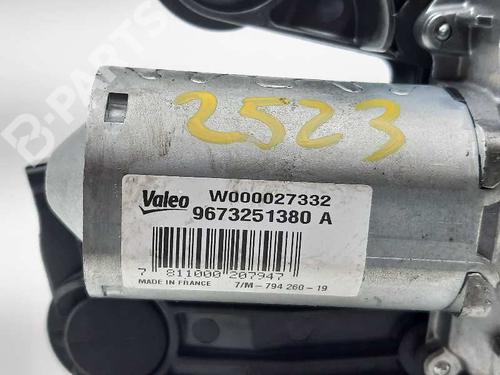 B-PARTS
2523
Valeo
W000027332
9673251380 A
7 811000 207947
MADE IN FRANCE 7/M-794 260-19